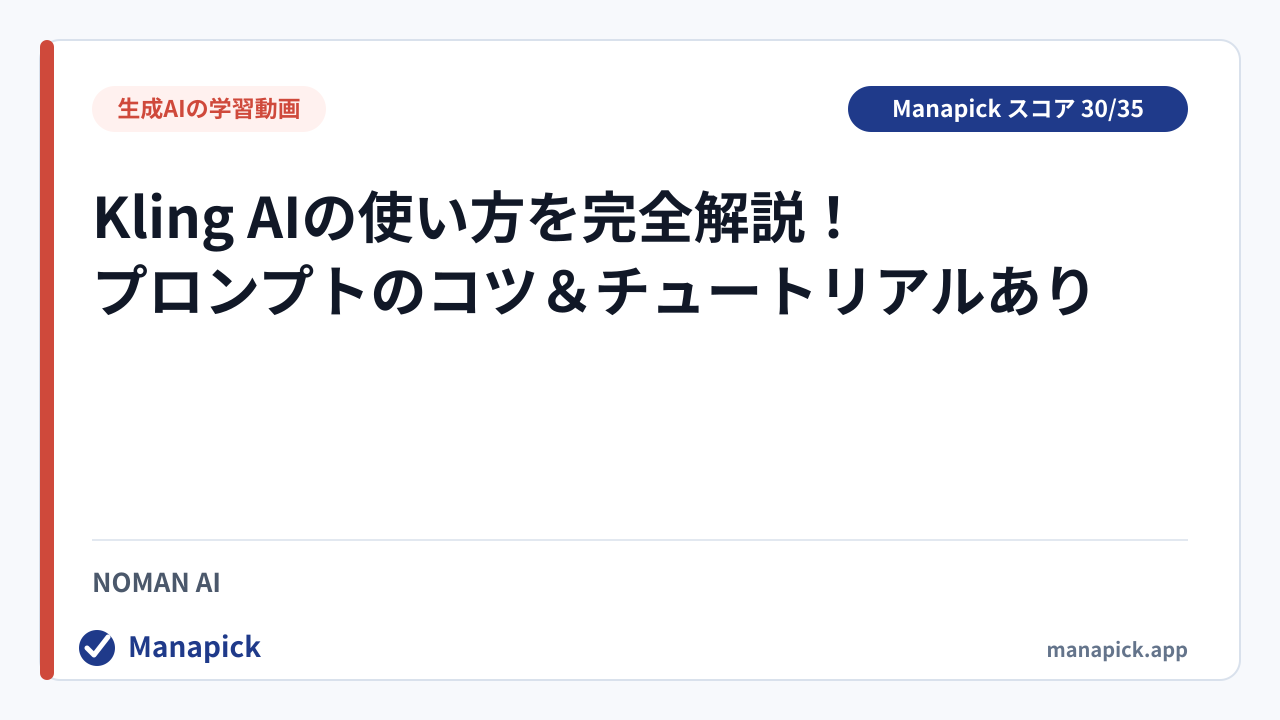 生成AIの学習動画
Manapick スコア 30/35
Kling AIの使い方を完全解説！
プロンプトのコツ＆チュートリアルあり
NOMAN AI
Manapick
manapick.app